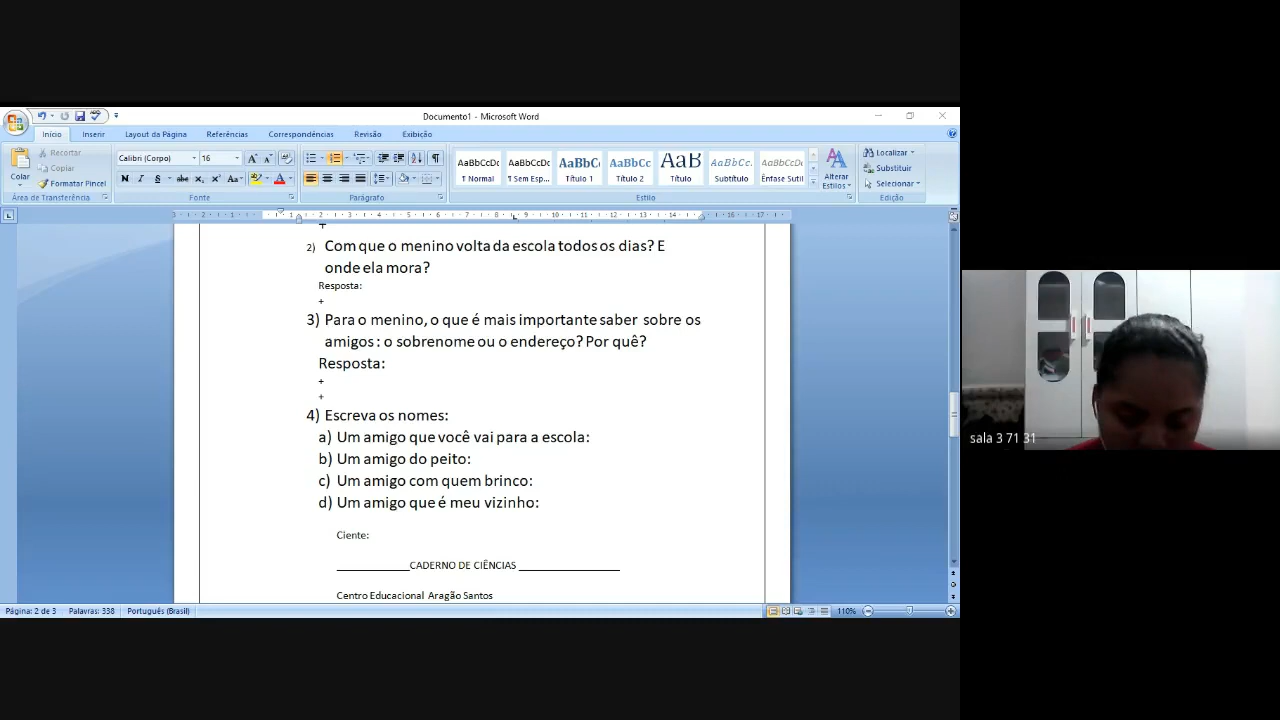 Documento1 - Microsoft Word
Início Inserir Layout da Página Referências Correspondências Revisão Exibição
Colar
Recortar
Copiar
Formatar Pincel
Área de Transferência
Calibri (Corpo) 16
Fonte
Parágrafo
AaBbCcDc AaBbCcDc AaBbC AaBbCc AaB AaBbCc AaBbCcDc
¶ Normal ¶ Sem Esp... Título 1 Título 2 Título Subtítulo Ênfase Sutil
Alterar Estilos
Estilo
Localizar
Substituir
Selecionar
Edição
2) Com que o menino volta da escola todos os dias? E
onde ela mora?
Resposta:
+
3) Para o menino, o que é mais importante saber sobre os
amigos : o sobrenome ou o endereço? Por quê?
Resposta:
+
+
4) Escreva os nomes:
a) Um amigo que você vai para a escola:
b) Um amigo do peito:
c) Um amigo com quem brinco:
d) Um amigo que é meu vizinho:
Ciente:
_____________CADERNO DE CIÊNCIAS __________________
Centro Educacional Aragão Santos
Página: 2 de 3 Palavras: 338 Português (Brasil) 110%
sala 3 71 31